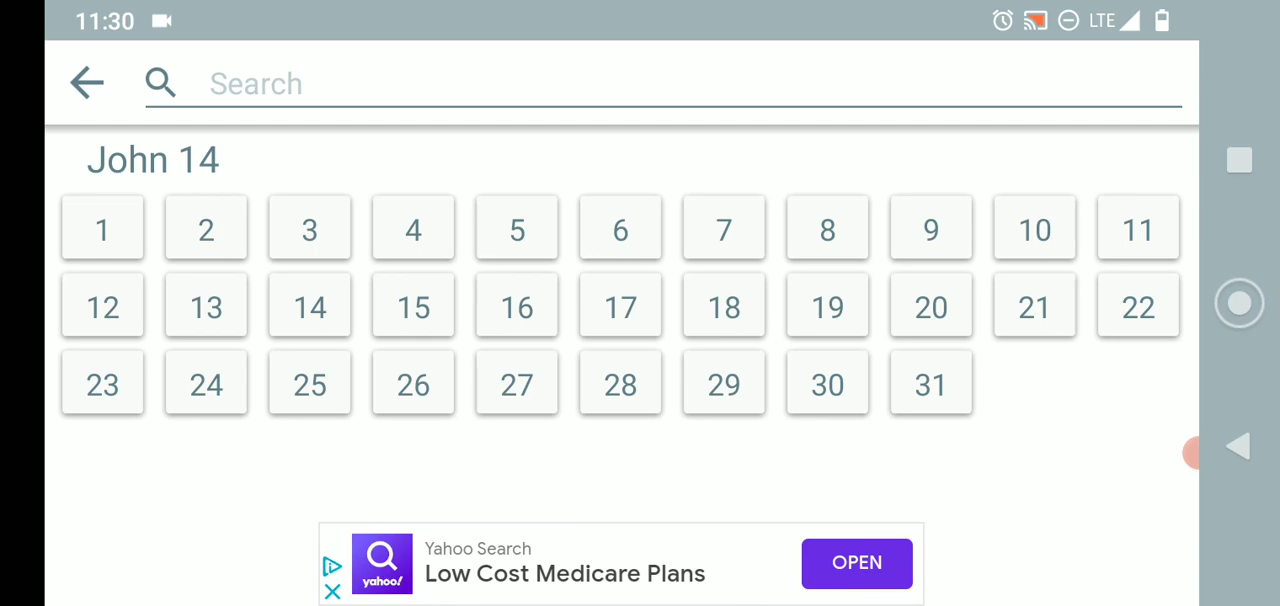 11:30 LTE
Search
John 14
1 2 3 4 5 6 7 8 9 10 11
12 13 14 15 16 17 18 19 20 21 22
23 24 25 26 27 28 29 30 31
Yahoo Search
Low Cost Medicare Plans
yahoo!
OPEN